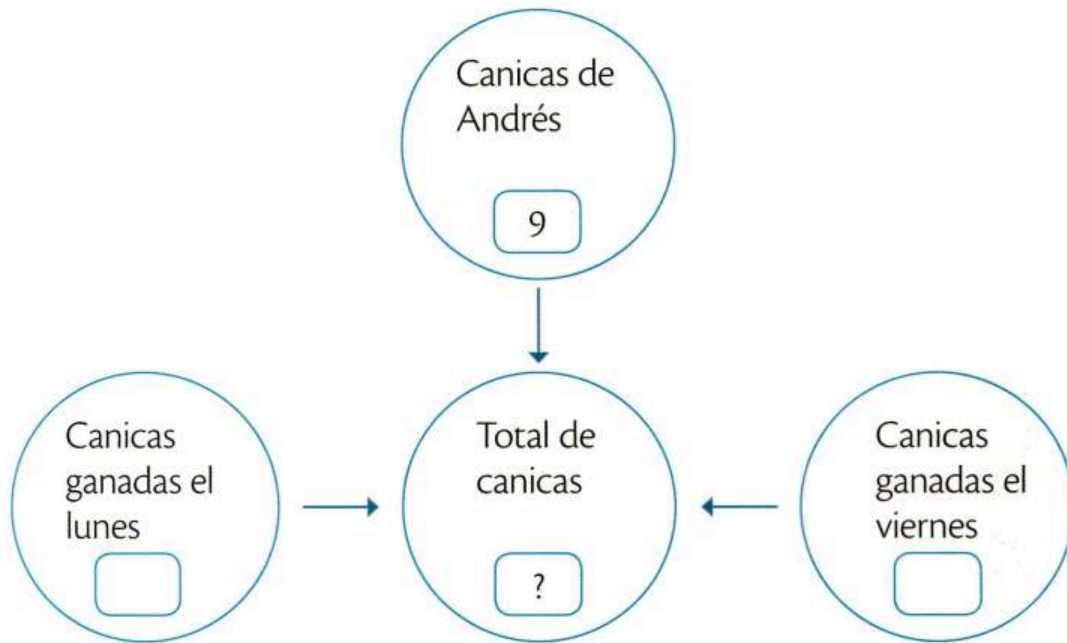 Canicas de
Andrés
9
Canicas
ganadas el
lunes
Total de
canicas
?
Canicas
ganadas el
viernes